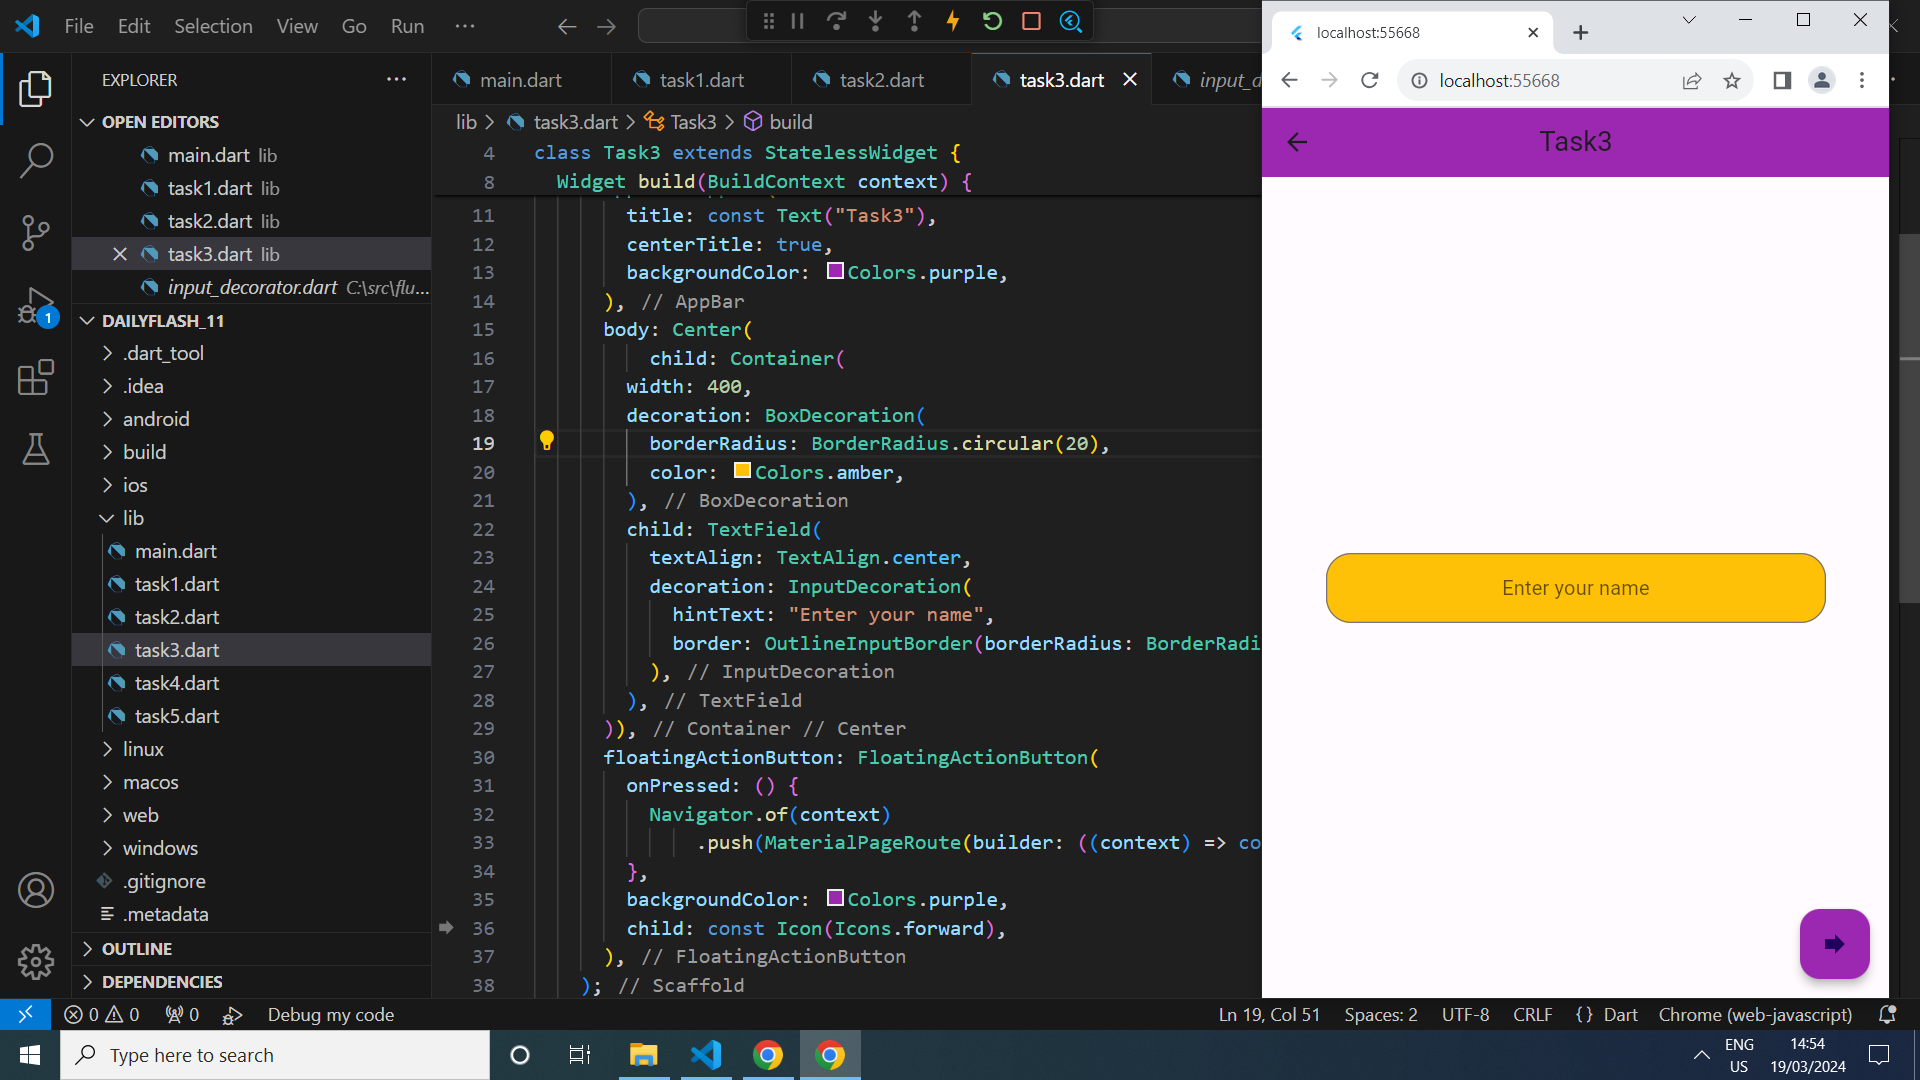 File Edit Selection View Go Run ···
EXPLORER
OPEN EDITORS
main.dart lib
task1.dart lib
task2.dart lib
task3.dart lib
input_decorator.dart C:\src\flu...
DAILYFLASH_11
.dart_tool
.idea
android
build
ios
lib
main.dart
task1.dart
task2.dart
task3.dart
task4.dart
task5.dart
linux
macos
web
windows
.gitignore
.metadata
OUTLINE
DEPENDENCIES
1
main.dart task1.dart task2.dart task3.dart input_d
lib > task3.dart > Task3 > build
4 class Task3 extends StatelessWidget {
8 Widget build(BuildContext context) {
11 title: const Text("Task3"),
12 centerTitle: true,
13 backgroundColor: Colors.purple,
14 ), // AppBar
15 body: Center(
16 child: Container(
17 width: 400,
18 decoration: BoxDecoration(
19 borderRadius: BorderRadius.circular(20),
20 color: Colors.amber,
21 ), // BoxDecoration
22 child: TextField(
23 textAlign: TextAlign.center,
24 decoration: InputDecoration(
25 hintText: "Enter your name",
26 border: OutlineInputBorder(borderRadius: BorderRadi
27 ), // InputDecoration
28 ), // TextField
29 )), // Container // Center
30 floatingActionButton: FloatingActionButton(
31 onPressed: () {
32 Navigator.of(context)
33 .push(MaterialPageRoute(builder: ((context) => co
34 },
35 backgroundColor: Colors.purple,
36 child: const Icon(Icons.forward),
37 ), // FloatingActionButton
38 ); // Scaffold
localhost:55668
localhost:55668
Task3
Enter your name
0 0 0 Debug my code
Ln 19, Col 51 Spaces: 2 UTF-8 CRLF {} Dart Chrome (web-javascript)
Type here to search
ENG
US
14:54
19/03/2024